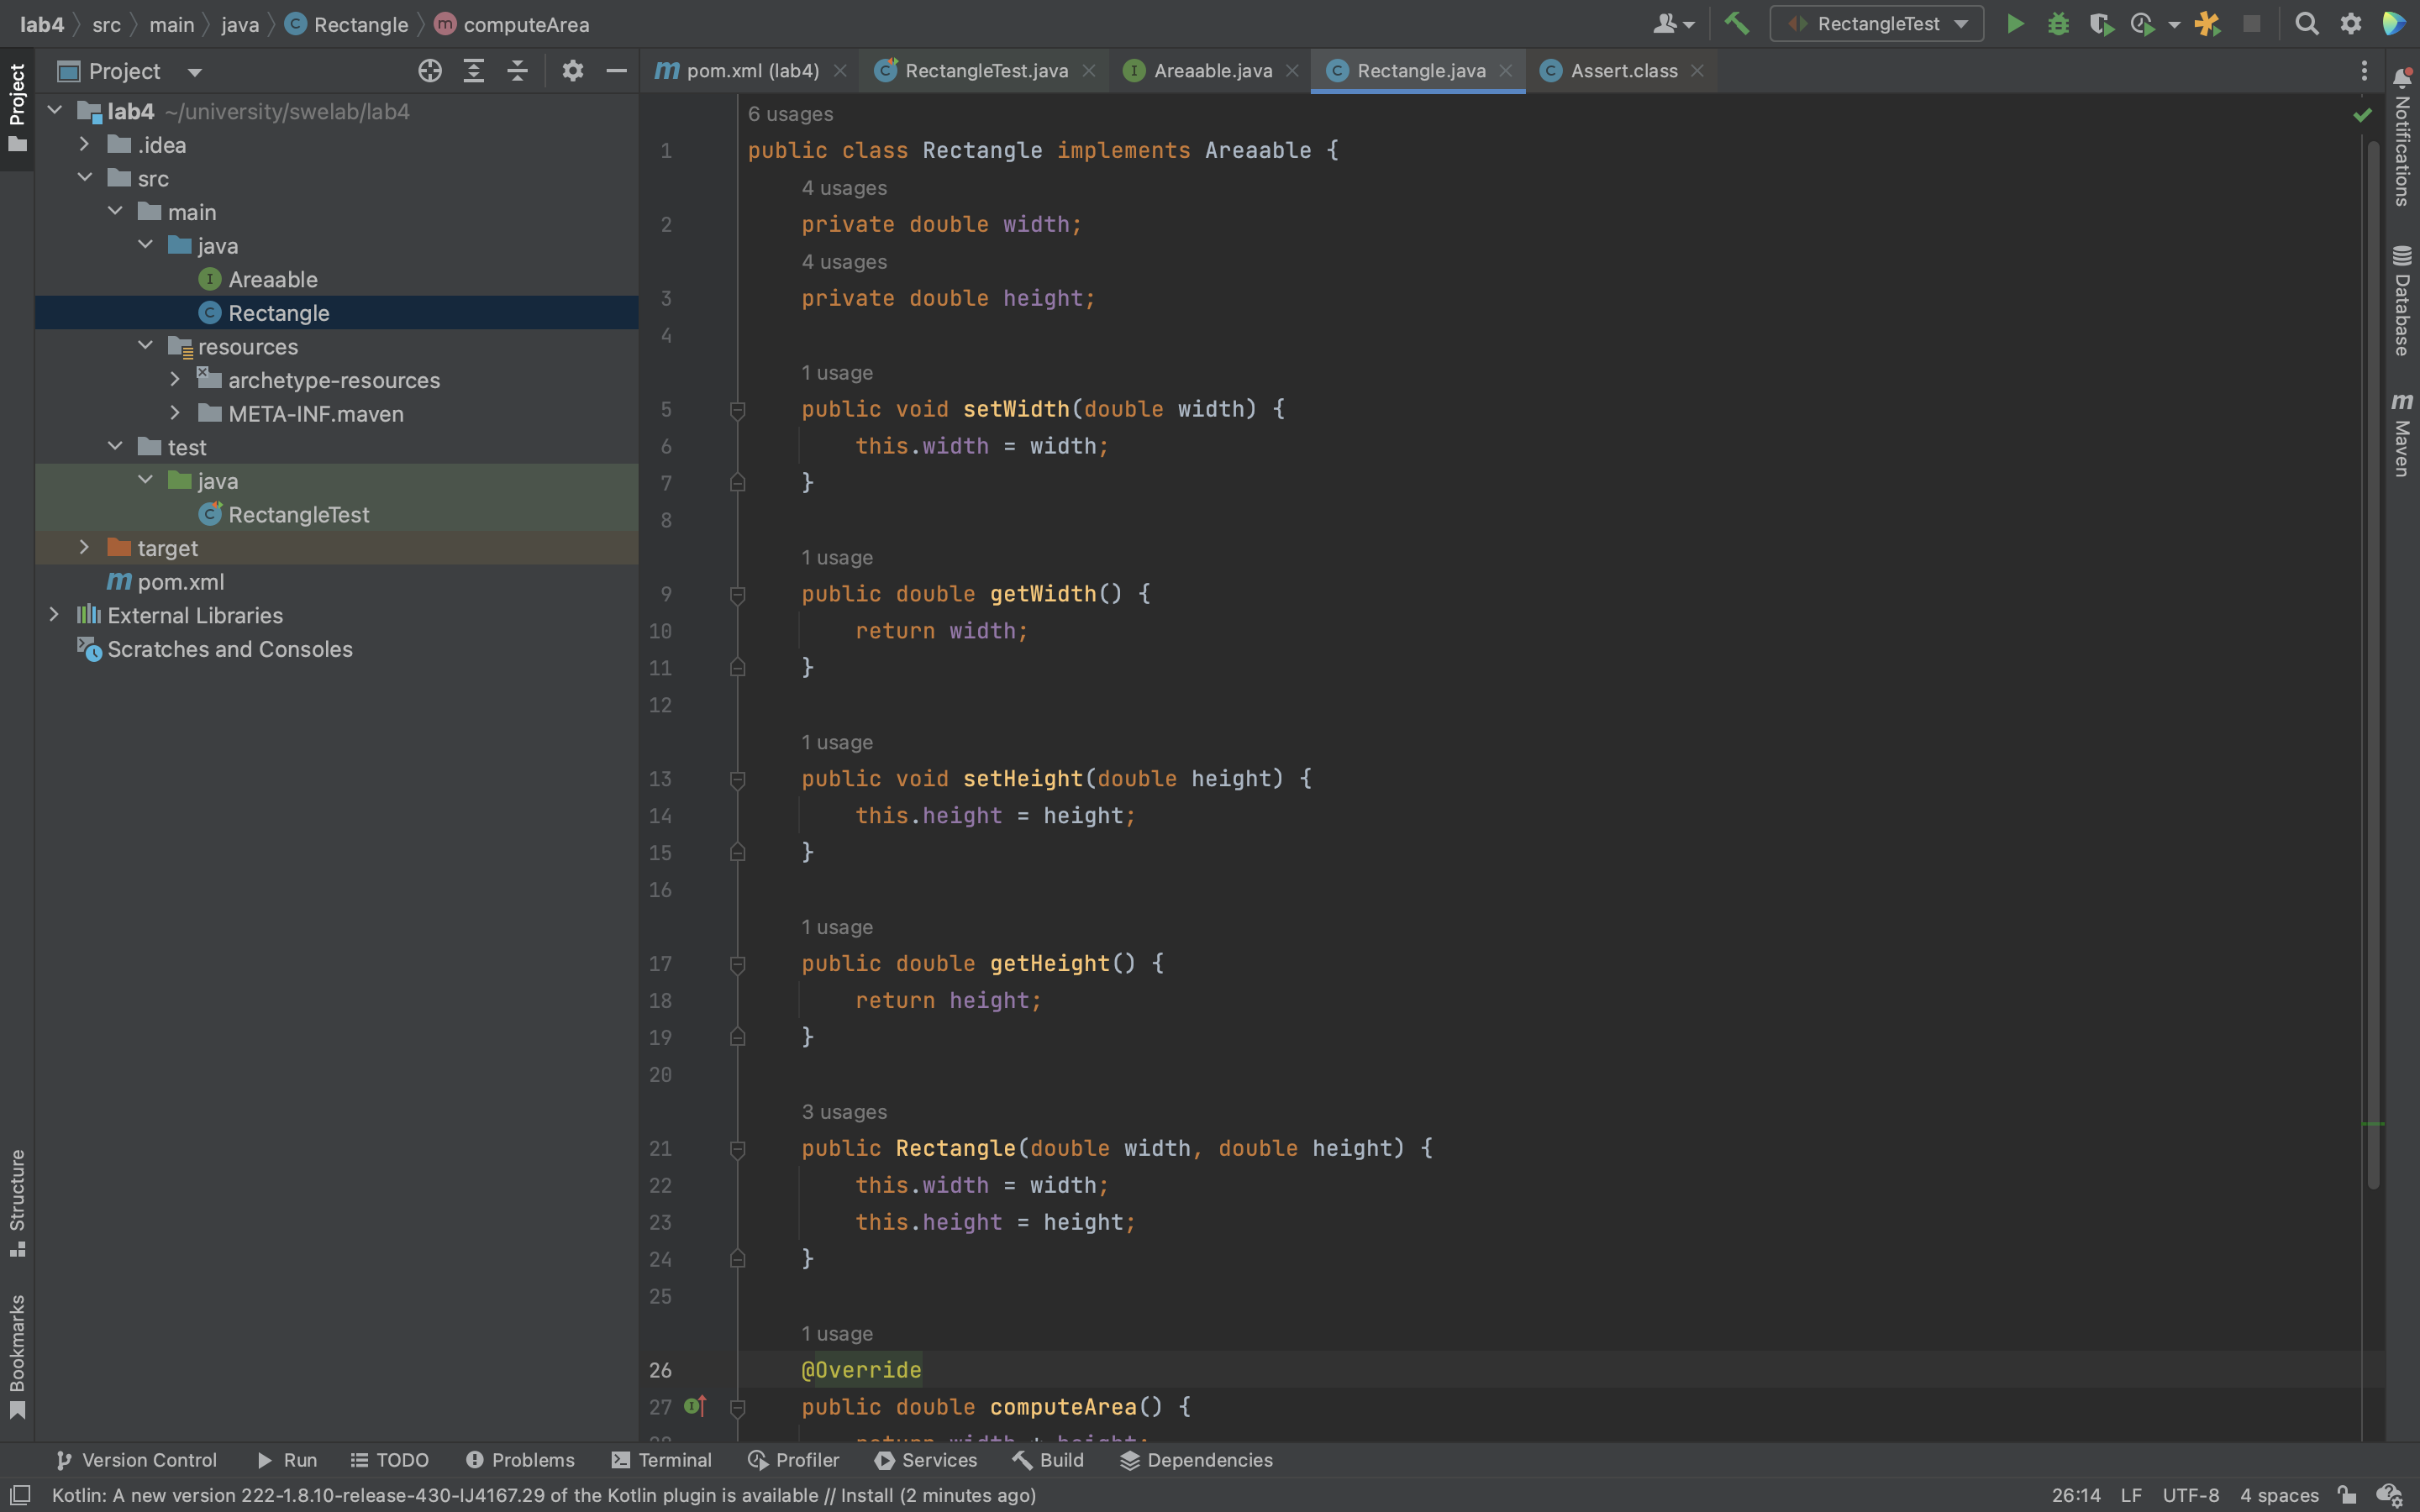 lab4 src main java Rectangle computeArea RectangleTest
Project
pom.xml (lab4) RectangleTest.java Areaable.java Rectangle.java Assert.class
Project
lab4 ~/university/swelab/lab4
.idea
src
main
java
Areaable
Rectangle
resources
archetype-resources
META-INF.maven
test
java
RectangleTest
target
pom.xml
External Libraries
Scratches and Consoles
Structure
Bookmarks
6 usages
1 public class Rectangle implements Areaable {
4 usages
2 private double width;
4 usages
3 private double height;
4
1 usage
5 public void setWidth(double width) {
6 this.width = width;
7 }
8
1 usage
9 public double getWidth() {
10 return width;
11 }
12
1 usage
13 public void setHeight(double height) {
14 this.height = height;
15 }
16
1 usage
17 public double getHeight() {
18 return height;
19 }
20
3 usages
21 public Rectangle(double width, double height) {
22 this.width = width;
23 this.height = height;
24 }
25
1 usage
26 @Override
27 public double computeArea() {
28 return width * height;
Notifications
Database
Maven
Version Control Run TODO Problems Terminal Profiler Services Build Dependencies
Kotlin: A new version 222-1.8.10-release-430-IJ4167.29 of the Kotlin plugin is available // Install (2 minutes ago) 26:14 LF UTF-8 4 spaces